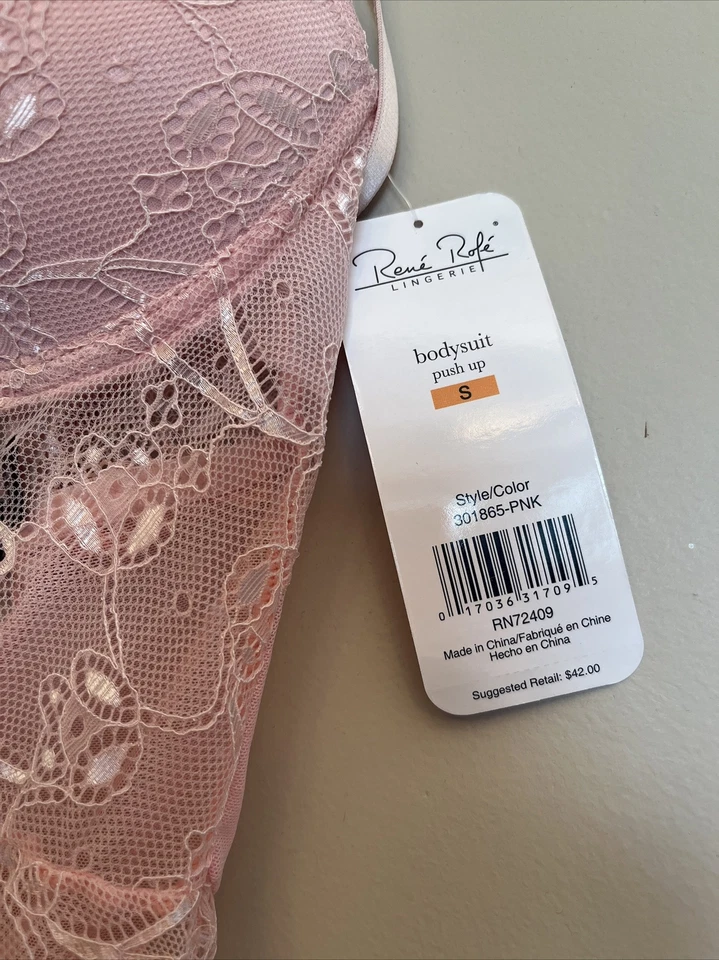 René Rofé®
LINGERIE
bodysuit
push up
S
Style/Color
301865-PNK
0 17036 31709 5
RN72409
Made in China/Fabriqué en Chine
Hecho en China
Suggested Retail: $42.00